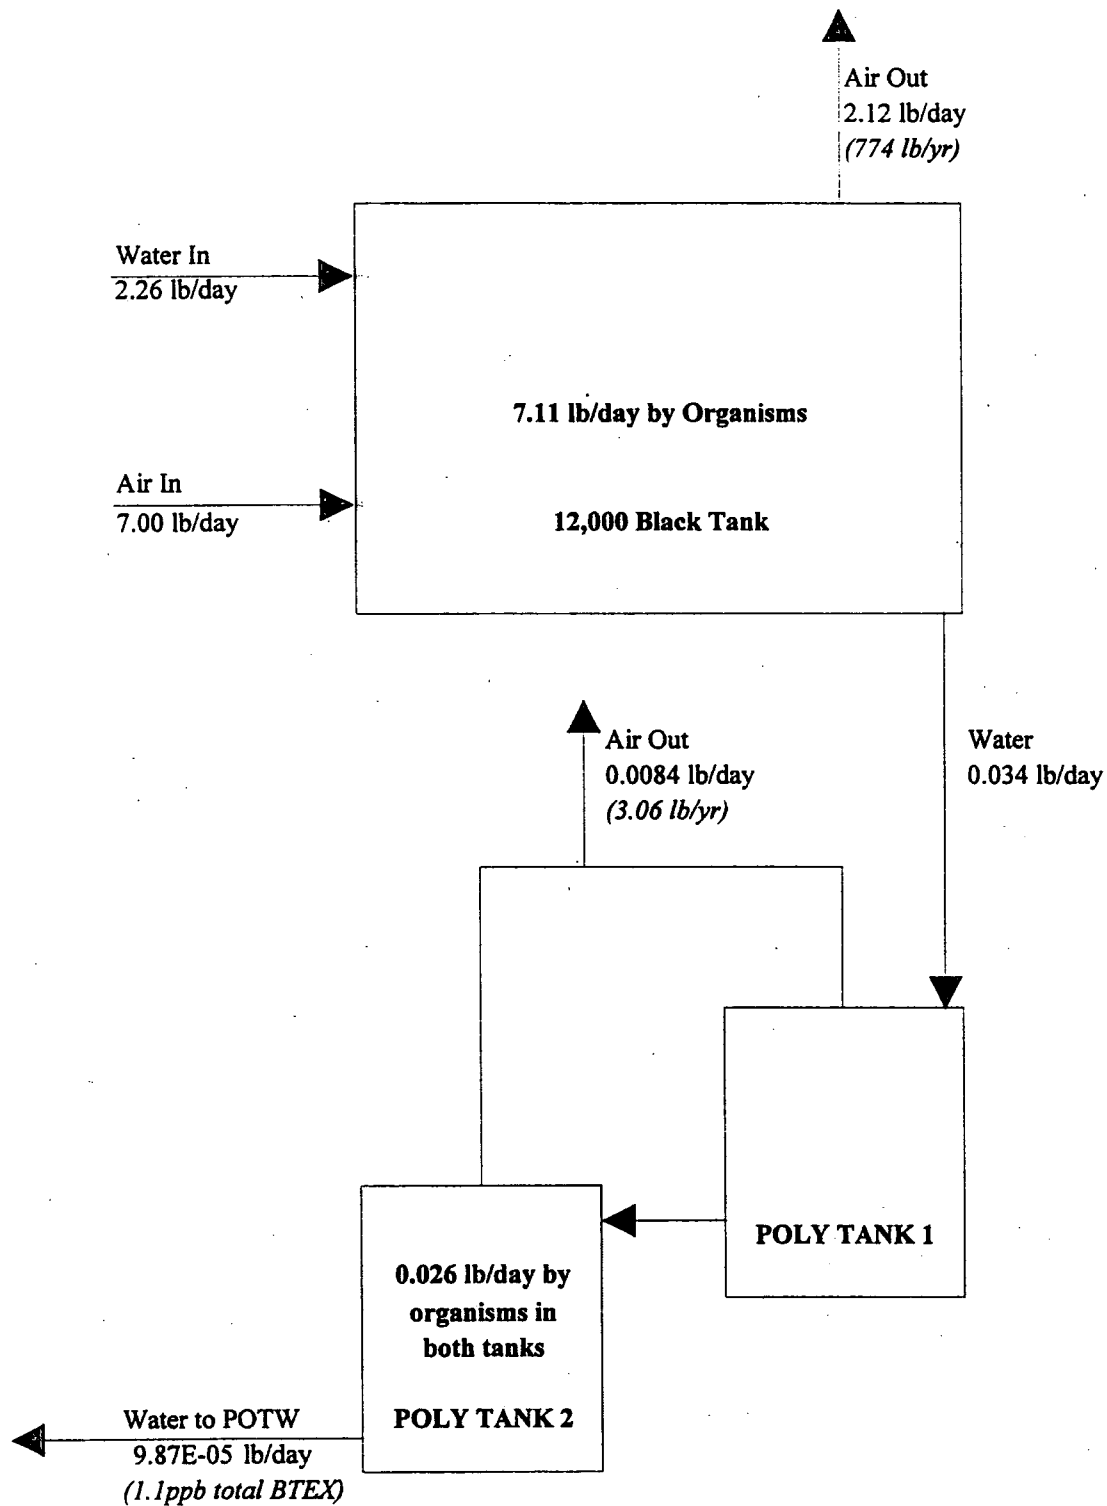 Air Out
2.12 lb/day
(774 lb/yr)
Water In
2.26 lb/day
7.11 lb/day by Organisms
Air In
7.00 lb/day
12,000 Black Tank
Air Out
0.0084 lb/day
(3.06 lb/yr)
Water
0.034 lb/day
POLY TANK 1
0.026 lb/day by
organisms in
both tanks
POLY TANK 2
Water to POTW
9.87E-05 lb/day
(1.1ppb total BTEX)